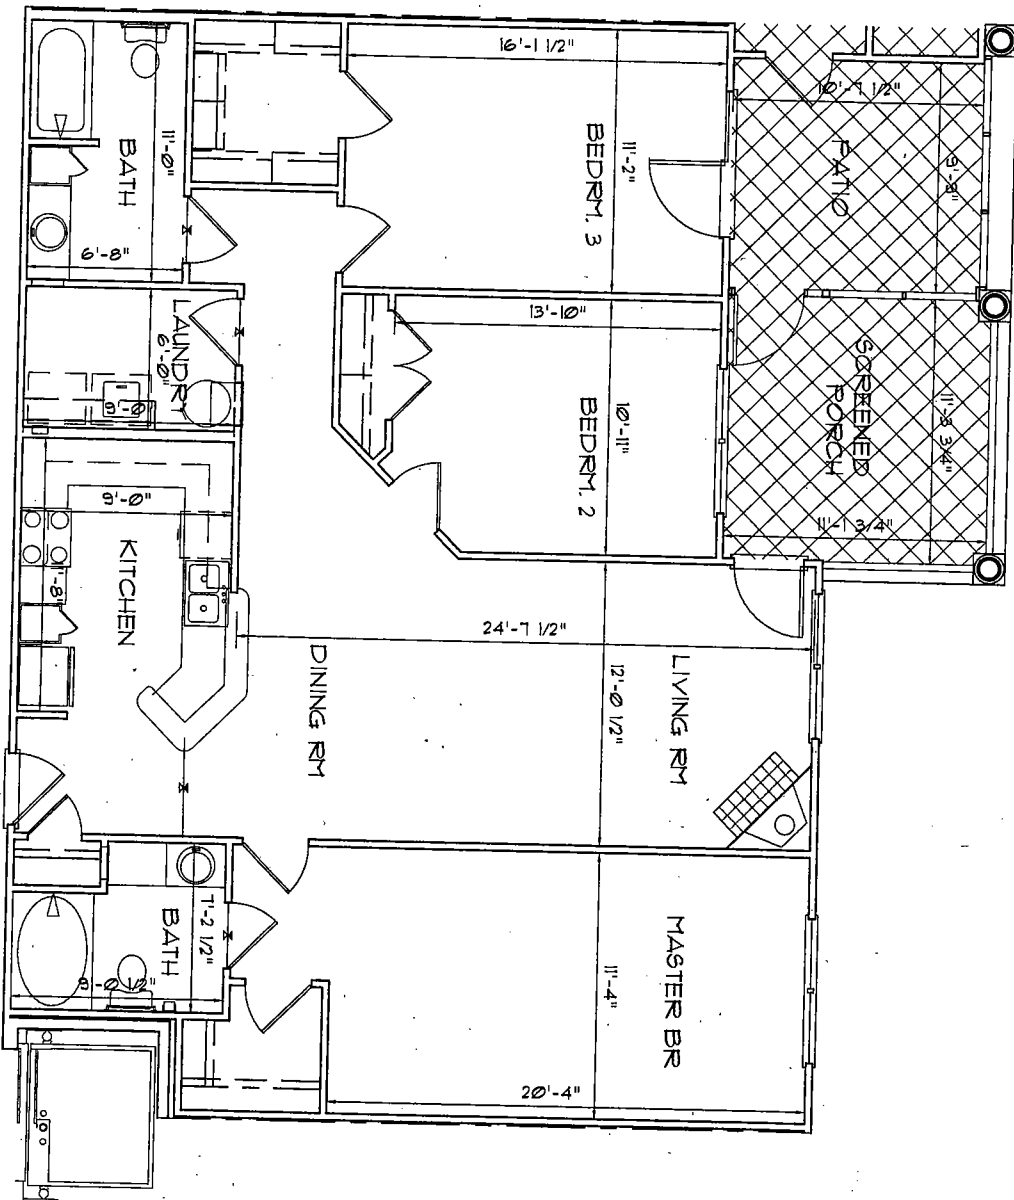 16'-1 1/2"
10'-7 1/2"
BATH
11'-0"
BEDRM. 3
11'-2"
PATIO
9'-9"
6'-8"
LAUNDRY
6'-0"
9'-0"
13'-10"
BEDRM. 2
10'-11"
SCREENED
PORCH
11'-3 3/4"
11'-1 3/4"
9'-0"
KITCHEN
24'-7 1/2"
DINING RM
12'-0 1/2"
LIVING RM
BATH
7'-2 1/2"
8'-0 1/2"
MASTER BR
11'-4"
20'-4"